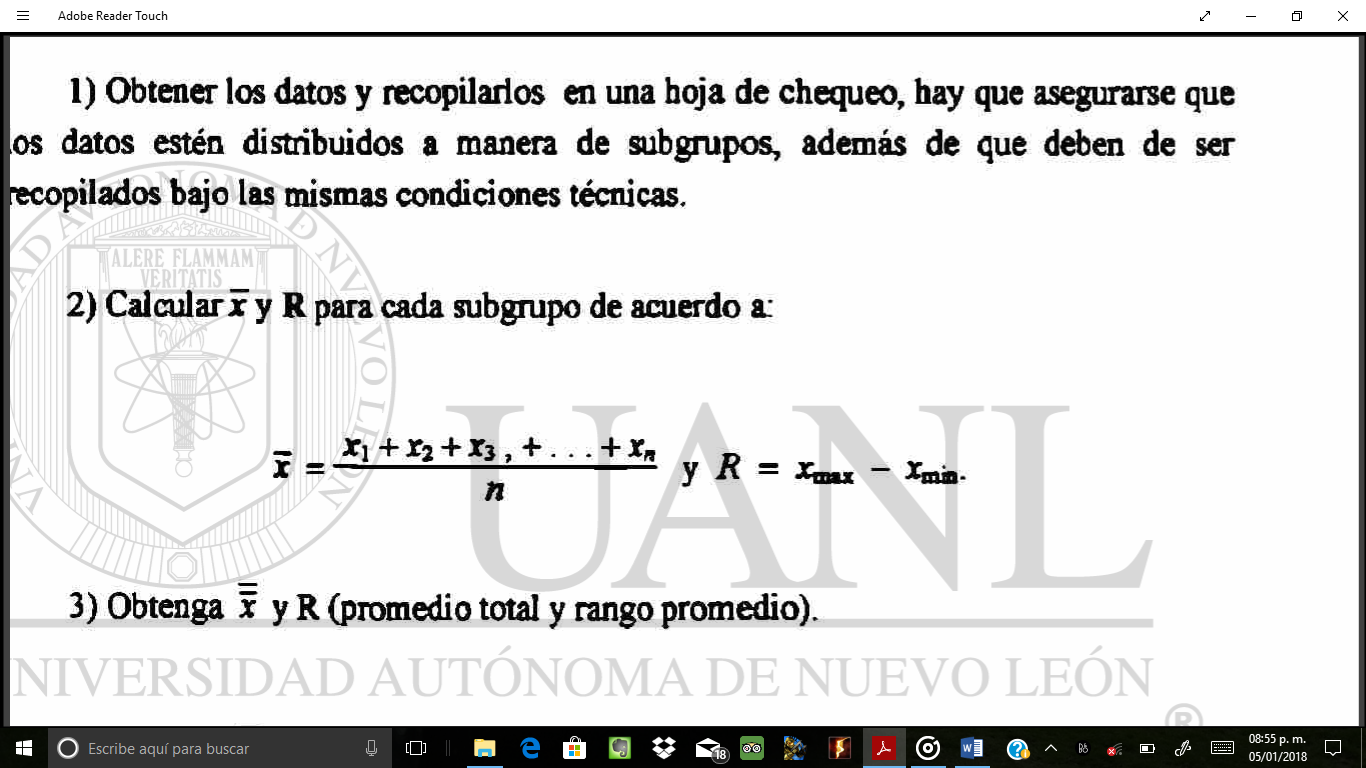 Adobe Reader Touch
1) Obtener los datos y recopilarlos en una hoja de chequeo, hay que asegurarse que
los datos estén distribuidos a manera de subgrupos, además de que deben de ser
recopilados bajo las mismas condiciones técnicas.
ALERE FLAMMAM
VERITATIS
2) Calcular x̅ y R para cada subgrupo de acuerdo a:
x̅ = x₁ + x₂ + x₃ , + . . . + xₙ / n y R = xmax − xmin.
UANL
3) Obtenga x̿ y R (promedio total y rango promedio).
NIVERSIDAD AUTÓNOMA DE NUEVO LEÓN
®
Escribe aquí para buscar
18
08:55 p. m.
05/01/2018